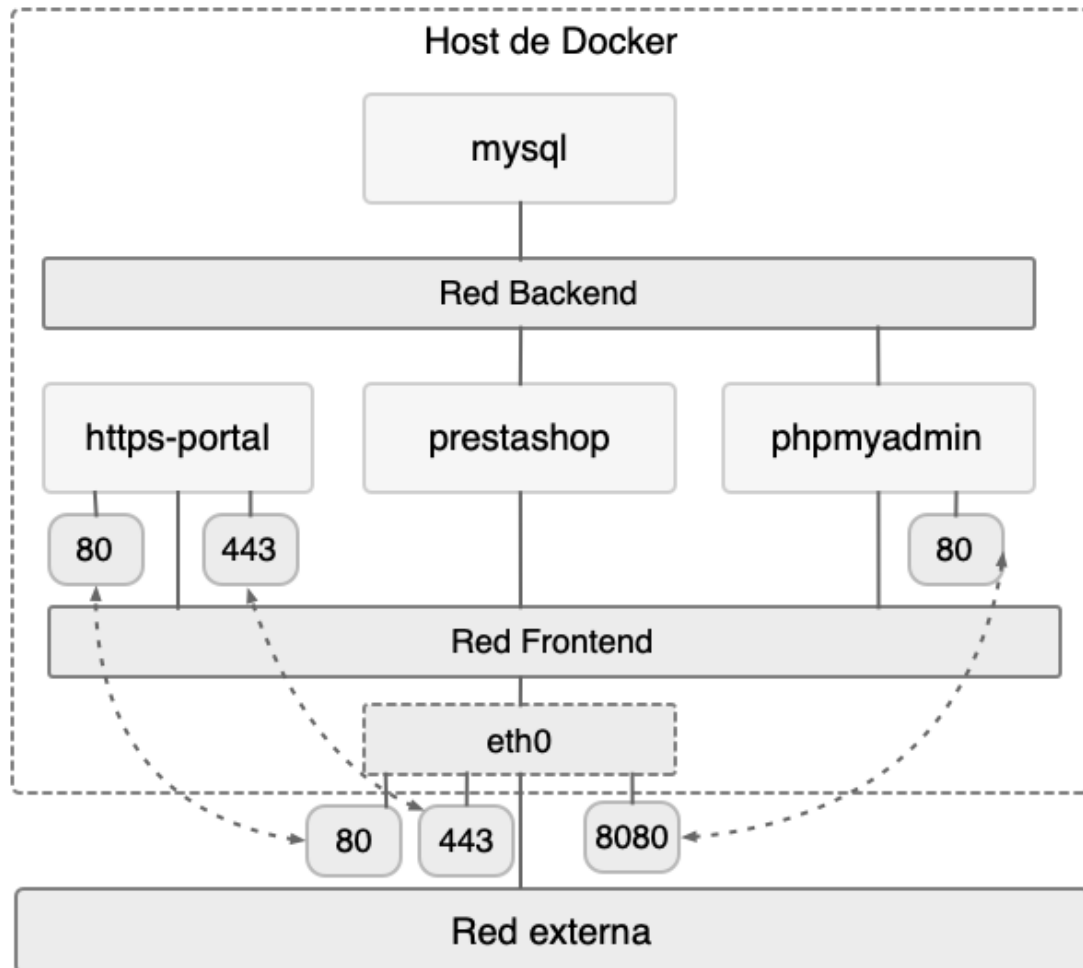 Host de Docker
mysql
Red Backend
https-portal
prestashop
phpmyadmin
80
443
80
Red Frontend
eth0
80
443
8080
Red externa